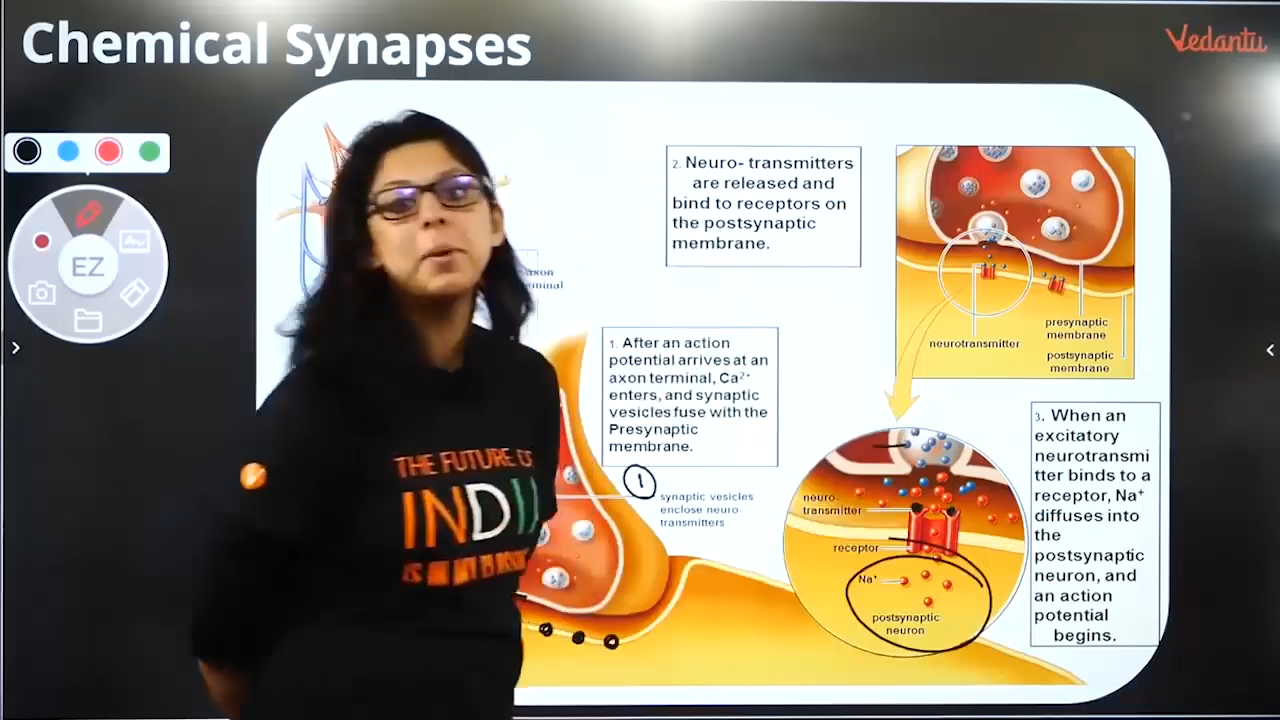 Chemical Synapses
Vedantu
EZ
2. Neuro- transmitters
are released and
bind to receptors on
the postsynaptic
membrane.
axon
1. After an action
potential arrives at an
axon terminal, Ca²⁺
enters, and synaptic
vesicles fuse with the
Presynaptic
membrane.
1
synaptic vesicles
enclose neuro-
transmitters
neurotransmitter
presynaptic
membrane
postsynaptic
membrane
neuro-
transmitter
receptor
Na⁺
postsynaptic
neuron
3. When an
excitatory
neurotransmi
tter binds to a
receptor, Na⁺
diffuses into
the
postsynaptic
neuron, and
an action
potential
begins.
THE FUTURE OF
INDI